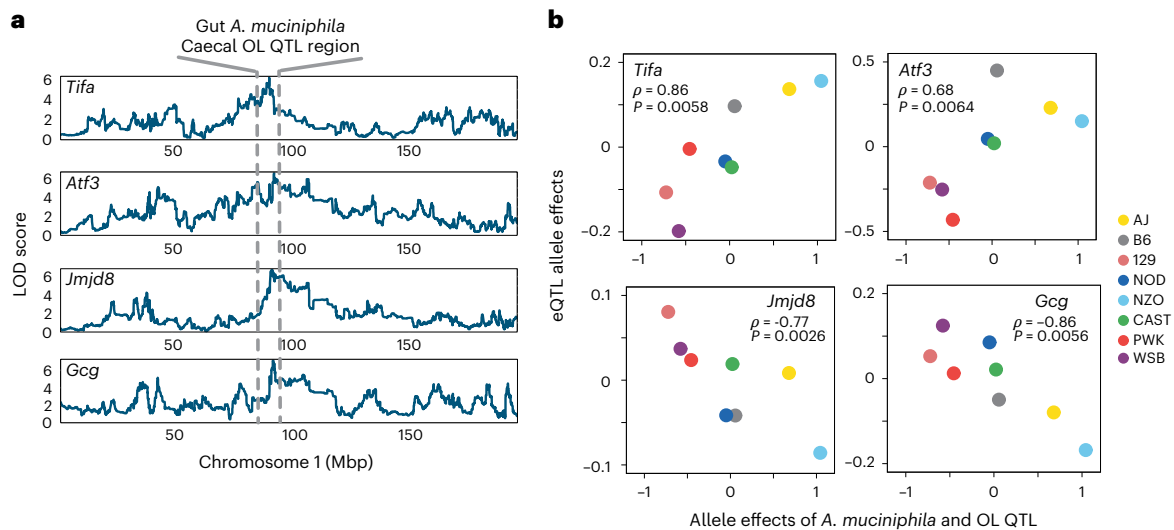 a
Gut A. muciniphila
Caecal OL QTL region
LOD score
Tifa
6
4
2
0
50 100 150
Atf3
6
4
2
0
50 100 150
Jmjd8
6
4
2
0
50 100 150
Gcg
6
4
2
0
50 100 150
Chromosome 1 (Mbp)
b
eQTL allele effects
Tifa
ρ = 0.86
P = 0.0058
0.2
0
−0.2
−1 0 1
Atf3
ρ = 0.68
P = 0.0064
0.5
0
−0.5
−1 0 1
Jmjd8
ρ = -0.77
P = 0.0026
0.1
0
−0.1
−1 0 1
Gcg
ρ = −0.86
P = 0.0056
0.2
0
−0.2
−1 0 1
Allele effects of A. muciniphila and OL QTL
AJ
B6
129
NOD
NZO
CAST
PWK
WSB